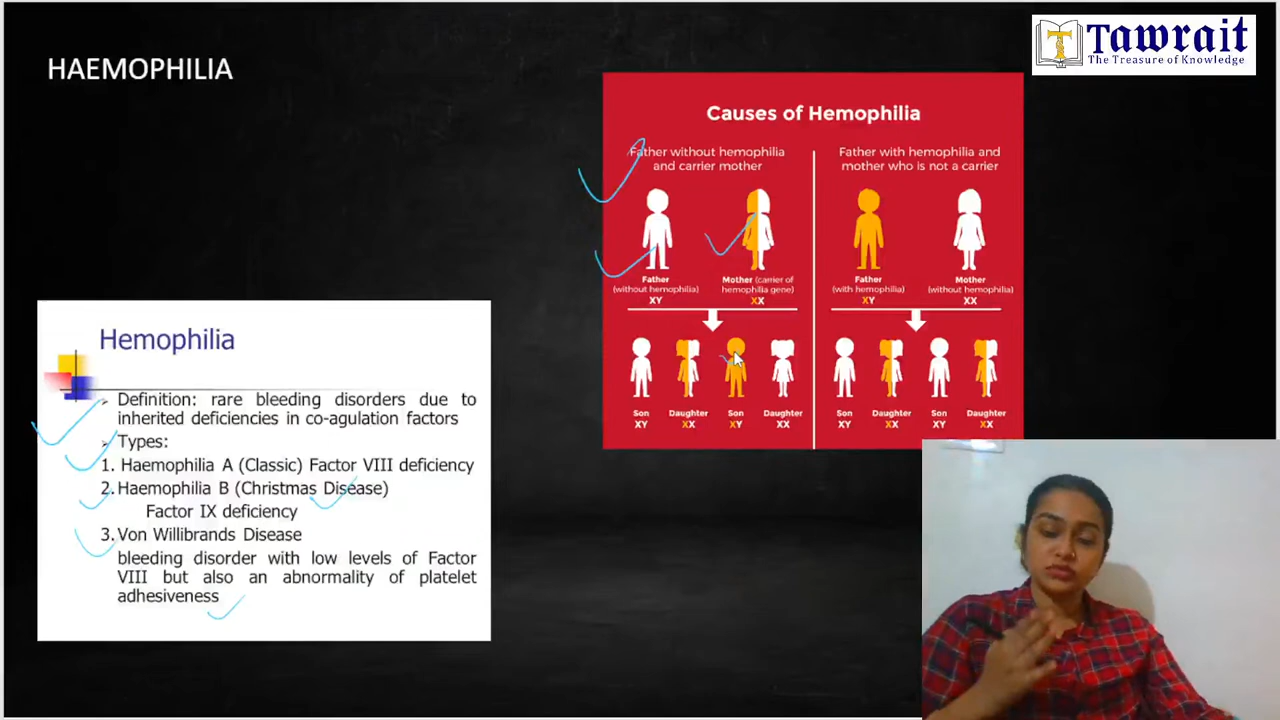 HAEMOPHILIA
Tawrait
The Treasure of Knowledge
Causes of Hemophilia
Father without hemophilia
and carrier mother
Father
(without hemophilia)
XY
Mother (carrier of
hemophilia gene)
XX
Son
XY
Daughter
XX
Son
XY
Daughter
XX
Father with hemophilia and
mother who is not a carrier
Father
(with hemophilia)
XY
Mother
(without hemophilia)
XX
Son
XY
Daughter
XX
Son
XY
Daughter
XX
Hemophilia
Definition: rare bleeding disorders due to
inherited deficiencies in co-agulation factors
Types:
1. Haemophilia A (Classic) Factor VIII deficiency
2. Haemophilia B (Christmas Disease)
Factor IX deficiency
3. Von Willibrands Disease
bleeding disorder with low levels of Factor
VIII but also an abnormality of platelet
adhesiveness